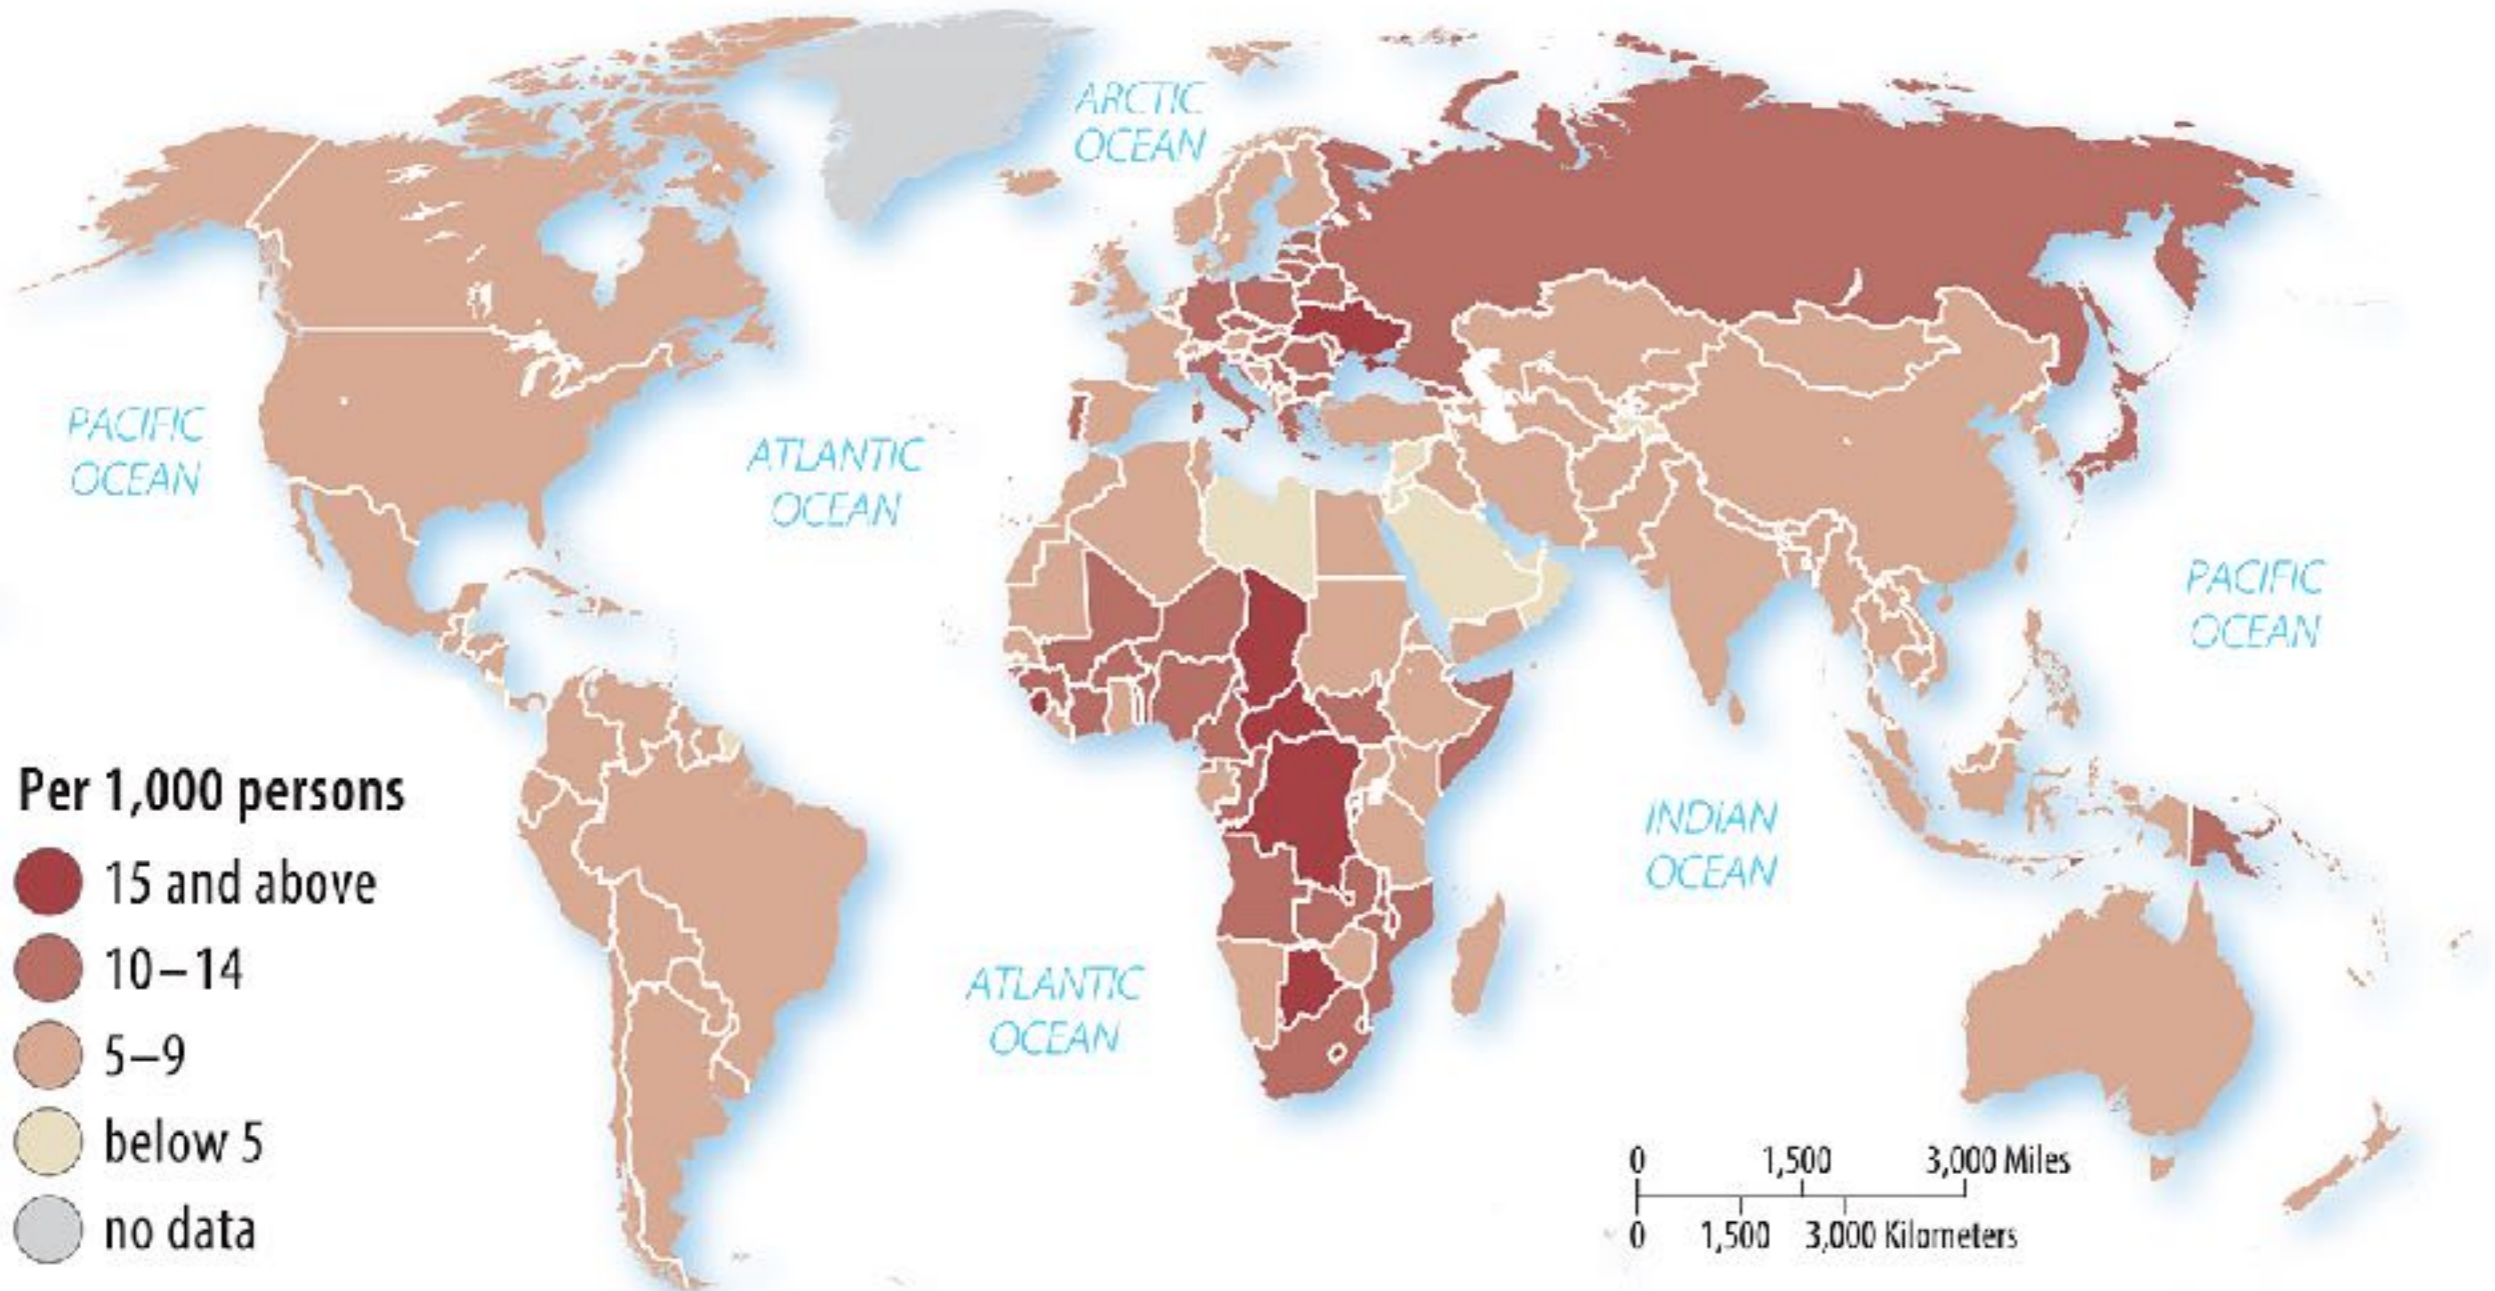 ARCTIC
OCEAN
PACIFIC
OCEAN
ATLANTIC
OCEAN
PACIFIC
OCEAN
INDIAN
OCEAN
ATLANTIC
OCEAN
Per 1,000 persons
15 and above
10–14
5–9
below 5
no data
0 1,500 3,000 Miles
0 1,500 3,000 Kilometers